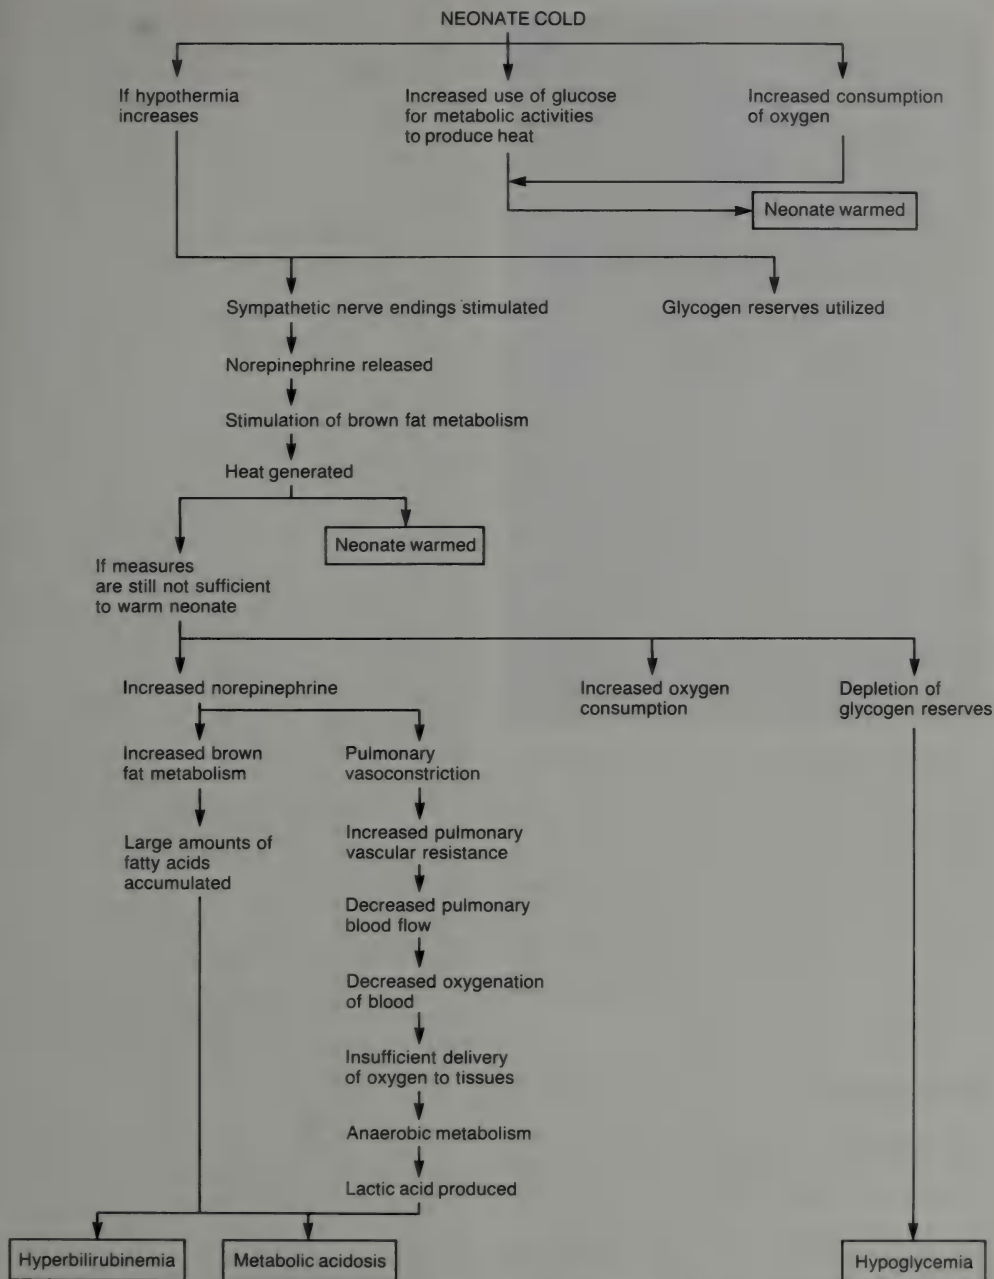 NEONATE COLD
If hypothermia
increases
Increased use of glucose
for metabolic activities
to produce heat
Increased consumption
of oxygen
Neonate warmed
Sympathetic nerve endings stimulated
Glycogen reserves utilized
Norepinephrine released
Stimulation of brown fat metabolism
Heat generated
Neonate warmed
If measures
are still not sufficient
to warm neonate
Increased norepinephrine
Increased oxygen
consumption
Depletion of
glycogen reserves
Increased brown
fat metabolism
Pulmonary
vasoconstriction
Large amounts of
fatty acids
accumulated
Increased pulmonary
vascular resistance
Decreased pulmonary
blood flow
Decreased oxygenation
of blood
Insufficient delivery
of oxygen to tissues
Anaerobic metabolism
Lactic acid produced
Hyperbilirubinemia
Metabolic acidosis
Hypoglycemia